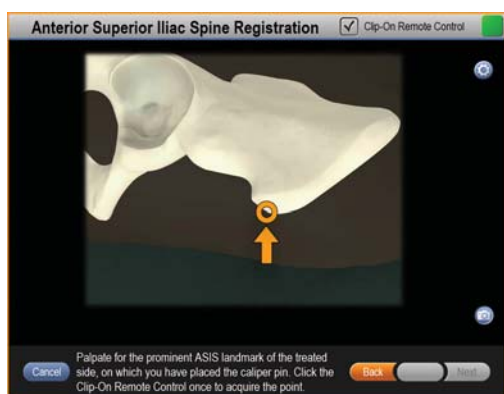 Anterior Superior Iliac Spine Registration
Clip-On Remote Control
Cancel
Palpate for the prominent ASIS landmark of the treated
side, on which you have placed the caliper pin. Click the
Clip-On Remote Control once to acquire the point.
Back
Next